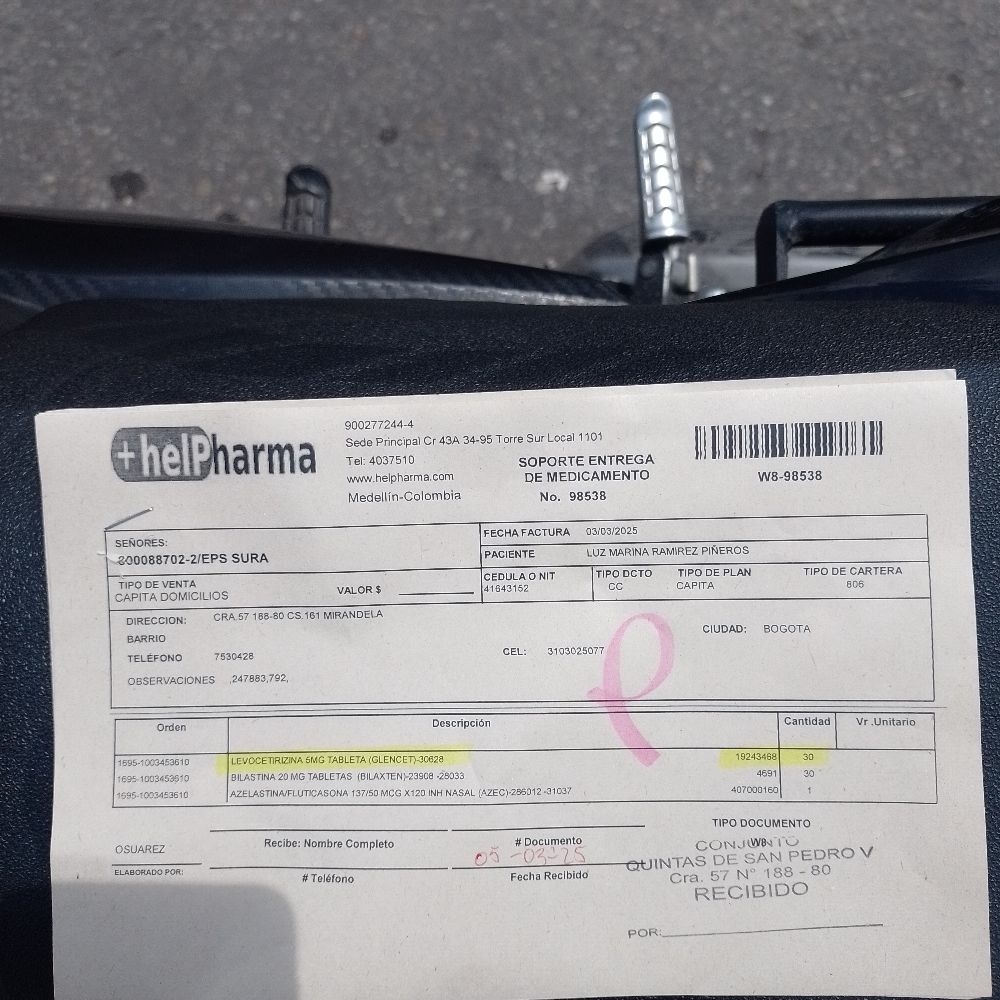 +helPharma
900277244-4
Sede Principal Cr 43A 34-95 Torre Sur Local 1101
Tel: 4037510
www.helpharma.com
Medellín-Colombia
SOPORTE ENTREGA
DE MEDICAMENTO
No. 98538
W8-98538
SEÑORES:
800088702-2/EPS SURA
FECHA FACTURA 03/03/2025
PACIENTE LUZ MARINA RAMIREZ PIÑEROS
TIPO DE VENTA
CAPITA DOMICILIOS
VALOR $
CEDULA O NIT
41643152
TIPO DCTO
CC
TIPO DE PLAN
CAPITA
TIPO DE CARTERA
806
DIRECCION: CRA 57 188-80 CS.161 MIRANDELA
BARRIO
CIUDAD: BOGOTA
TELÉFONO 7530428
CEL: 3103025077
OBSERVACIONES ,247883,792,
Orden Descripción Cantidad Vr .Unitario
1695-1003453610 LEVOCETIRIZINA 5MG TABLETA (GLENCET)-30628 19243468 30
1695-1003453610 BILASTINA 20 MG TABLETAS (BILAXTEN)-23908 -28033 4691 30
1695-1003453610 AZELASTINA/FLUTICASONA 137/50 MCG X120 INH NASAL (AZEC)-286012 -31037 407000160 1
OSUAREZ
ELABORADO POR:
Recibe: Nombre Completo
# Teléfono
# Documento
05-03-25
Fecha Recibido
TIPO DOCUMENTO
W8
CONJUNTO
QUINTAS DE SAN PEDRO V
Cra. 57 N° 188 - 80
RECIBIDO
POR: